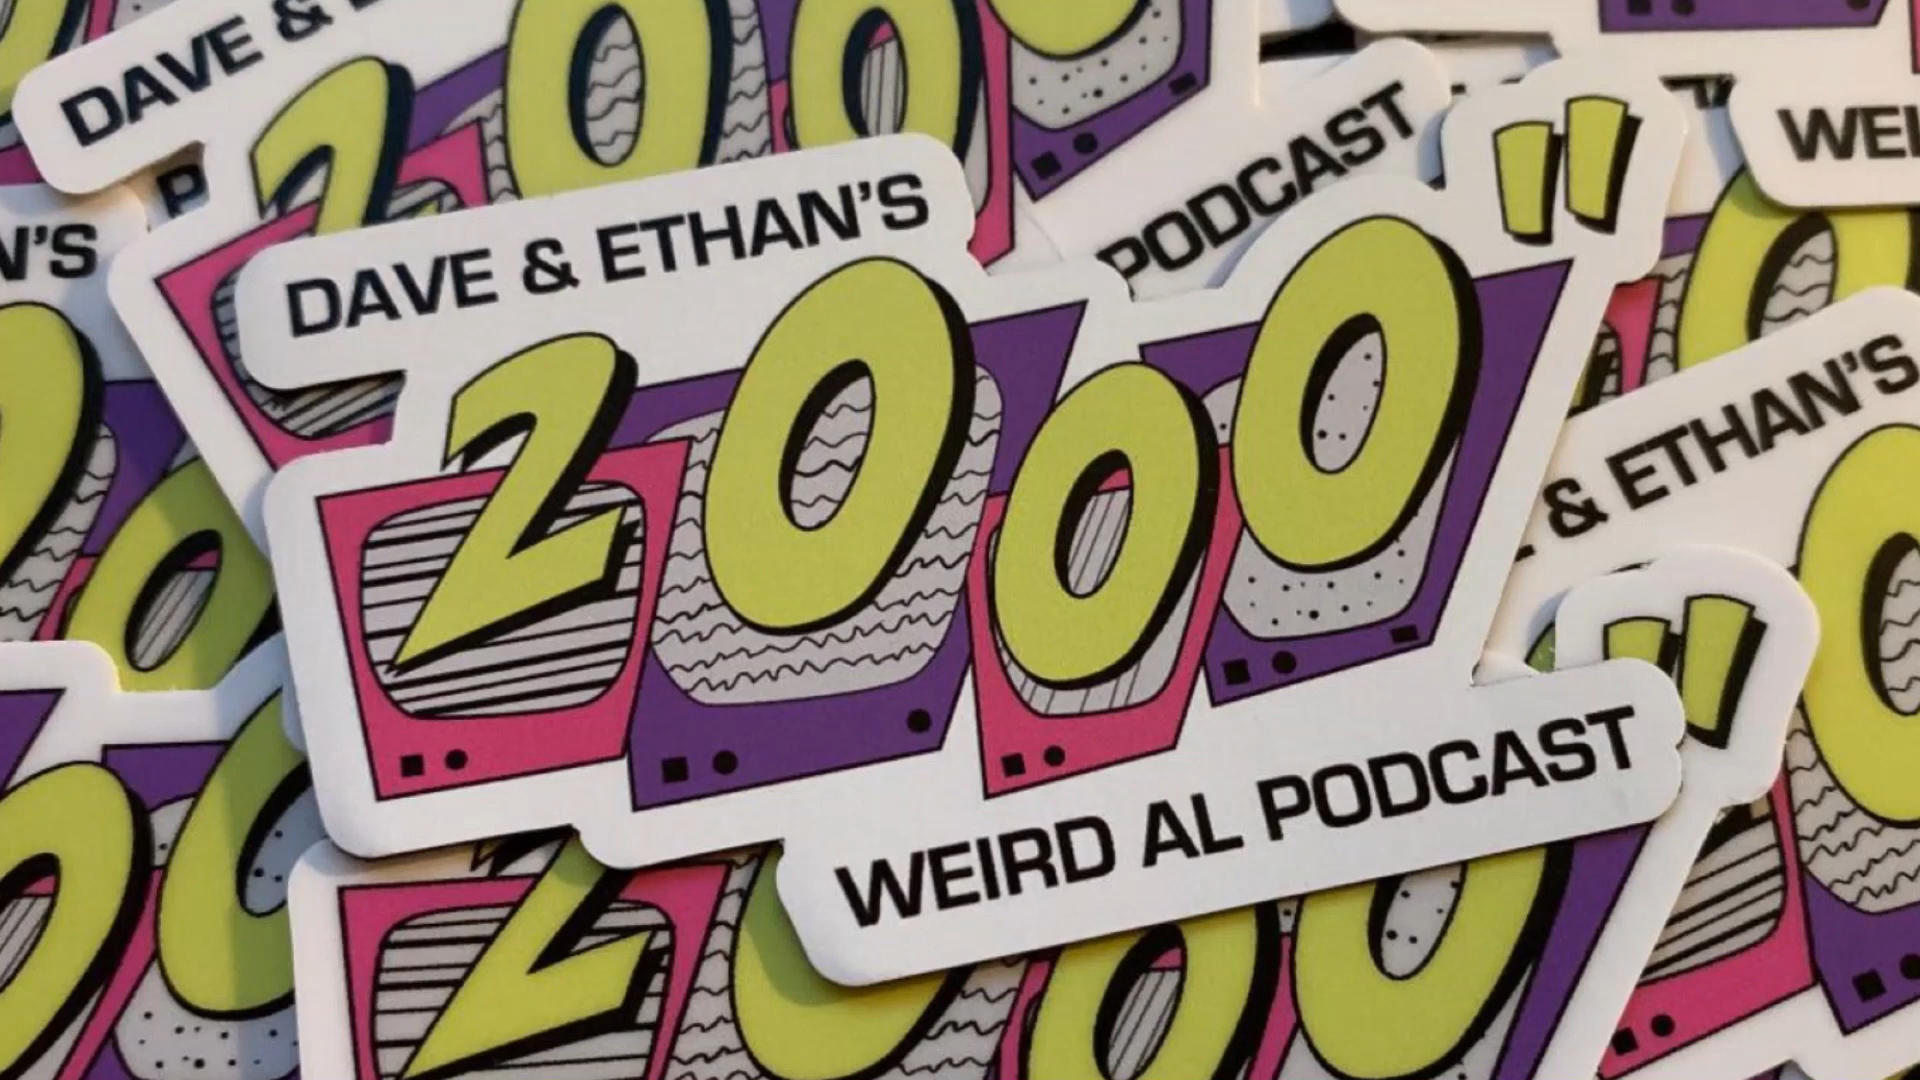 DAVE &
DAVE & ETHAN'S
2000"
WEIRD AL PODCAST
PODCAST
N'S
& ETHAN'S
WEI